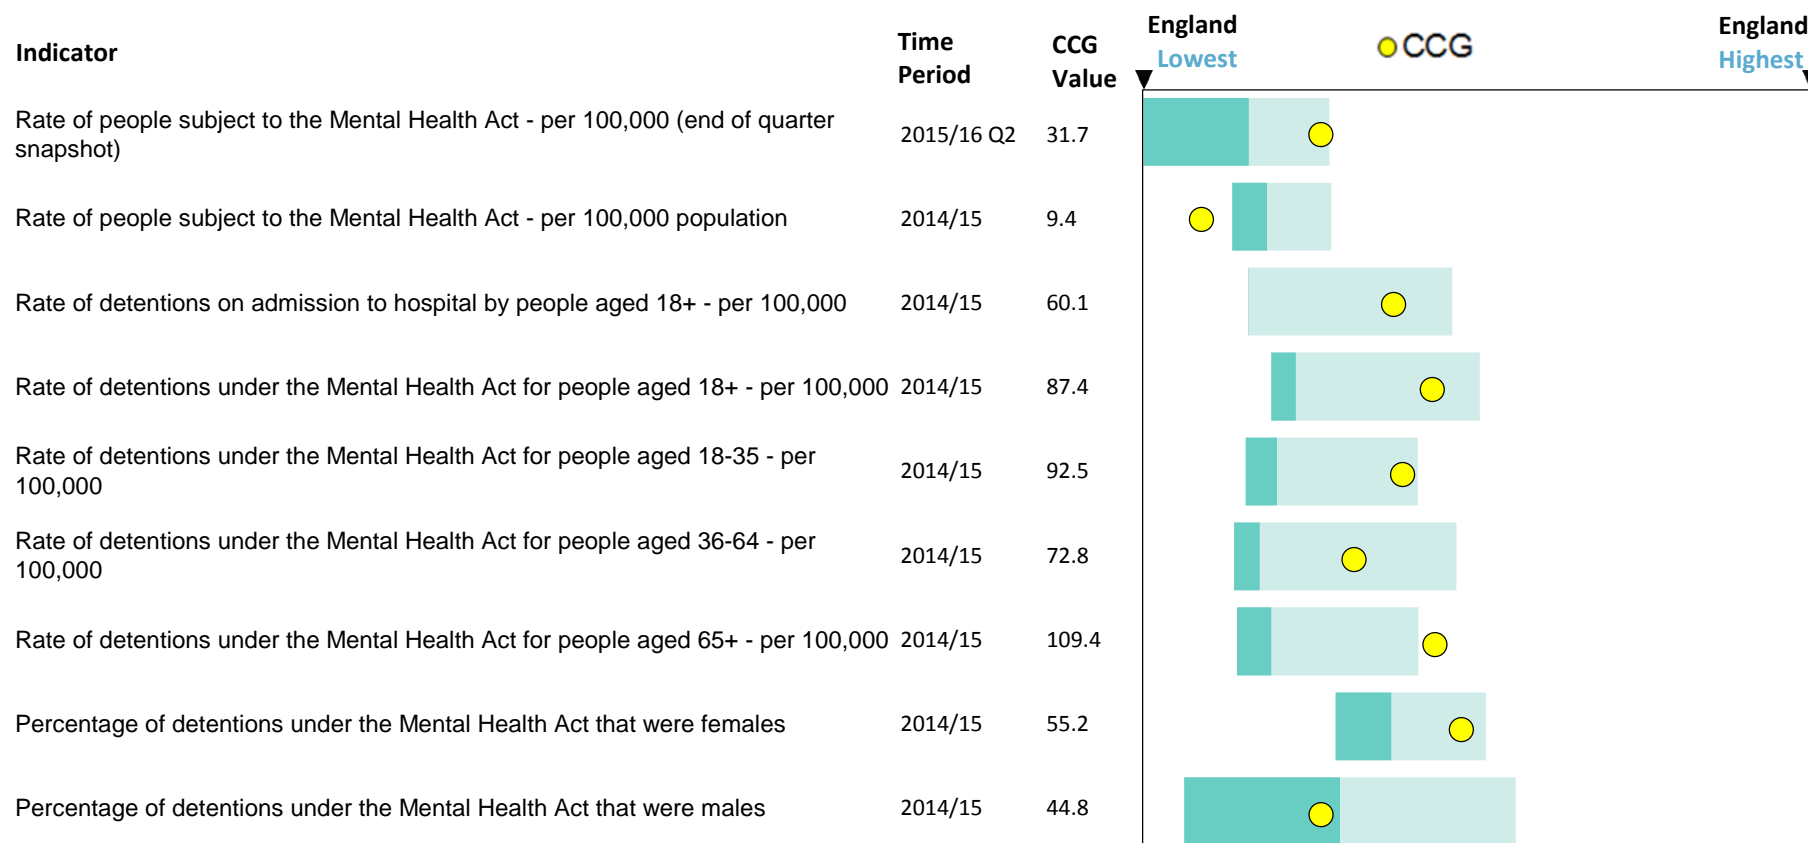 Indicator
Time
Period
CCG
Value
England
Lowest
CCG
England
Highest
Rate of people subject to the Mental Health Act - per 100,000 (end of quarter
snapshot)
2015/16 Q2
31.7
Rate of people subject to the Mental Health Act - per 100,000 population
2014/15
9.4
Rate of detentions on admission to hospital by people aged 18+ - per 100,000
2014/15
60.1
Rate of detentions under the Mental Health Act for people aged 18+ - per 100,000
2014/15
87.4
Rate of detentions under the Mental Health Act for people aged 18-35 - per
100,000
2014/15
92.5
Rate of detentions under the Mental Health Act for people aged 36-64 - per
100,000
2014/15
72.8
Rate of detentions under the Mental Health Act for people aged 65+ - per 100,000
2014/15
109.4
Percentage of detentions under the Mental Health Act that were females
2014/15
55.2
Percentage of detentions under the Mental Health Act that were males
2014/15
44.8